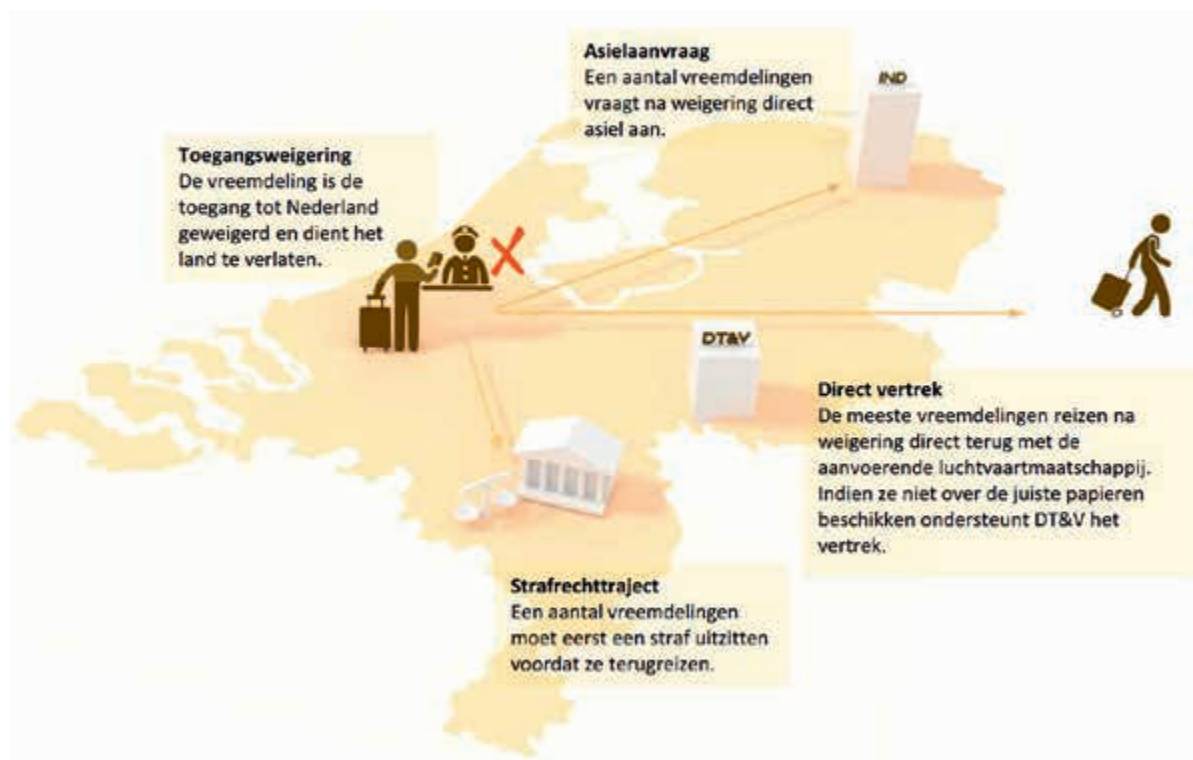 Asielaanvraag
Een aantal vreemdelingen
vraagt na weigering direct
asiel aan.
IND
Toegangsweigering
De vreemdeling is de
toegang tot Nederland
geweigerd en dient het
land te verlaten.
DT&V
Direct vertrek
De meeste vreemdelingen reizen na
weigering direct terug met de
aanvoerende luchtvaartmaatschappij.
Indien ze niet over de juiste papieren
beschikken ondersteunt DT&V het
vertrek.
Strafrechttraject
Een aantal vreemdelingen
moet eerst een straf uitzitten
voordat ze terugreizen.